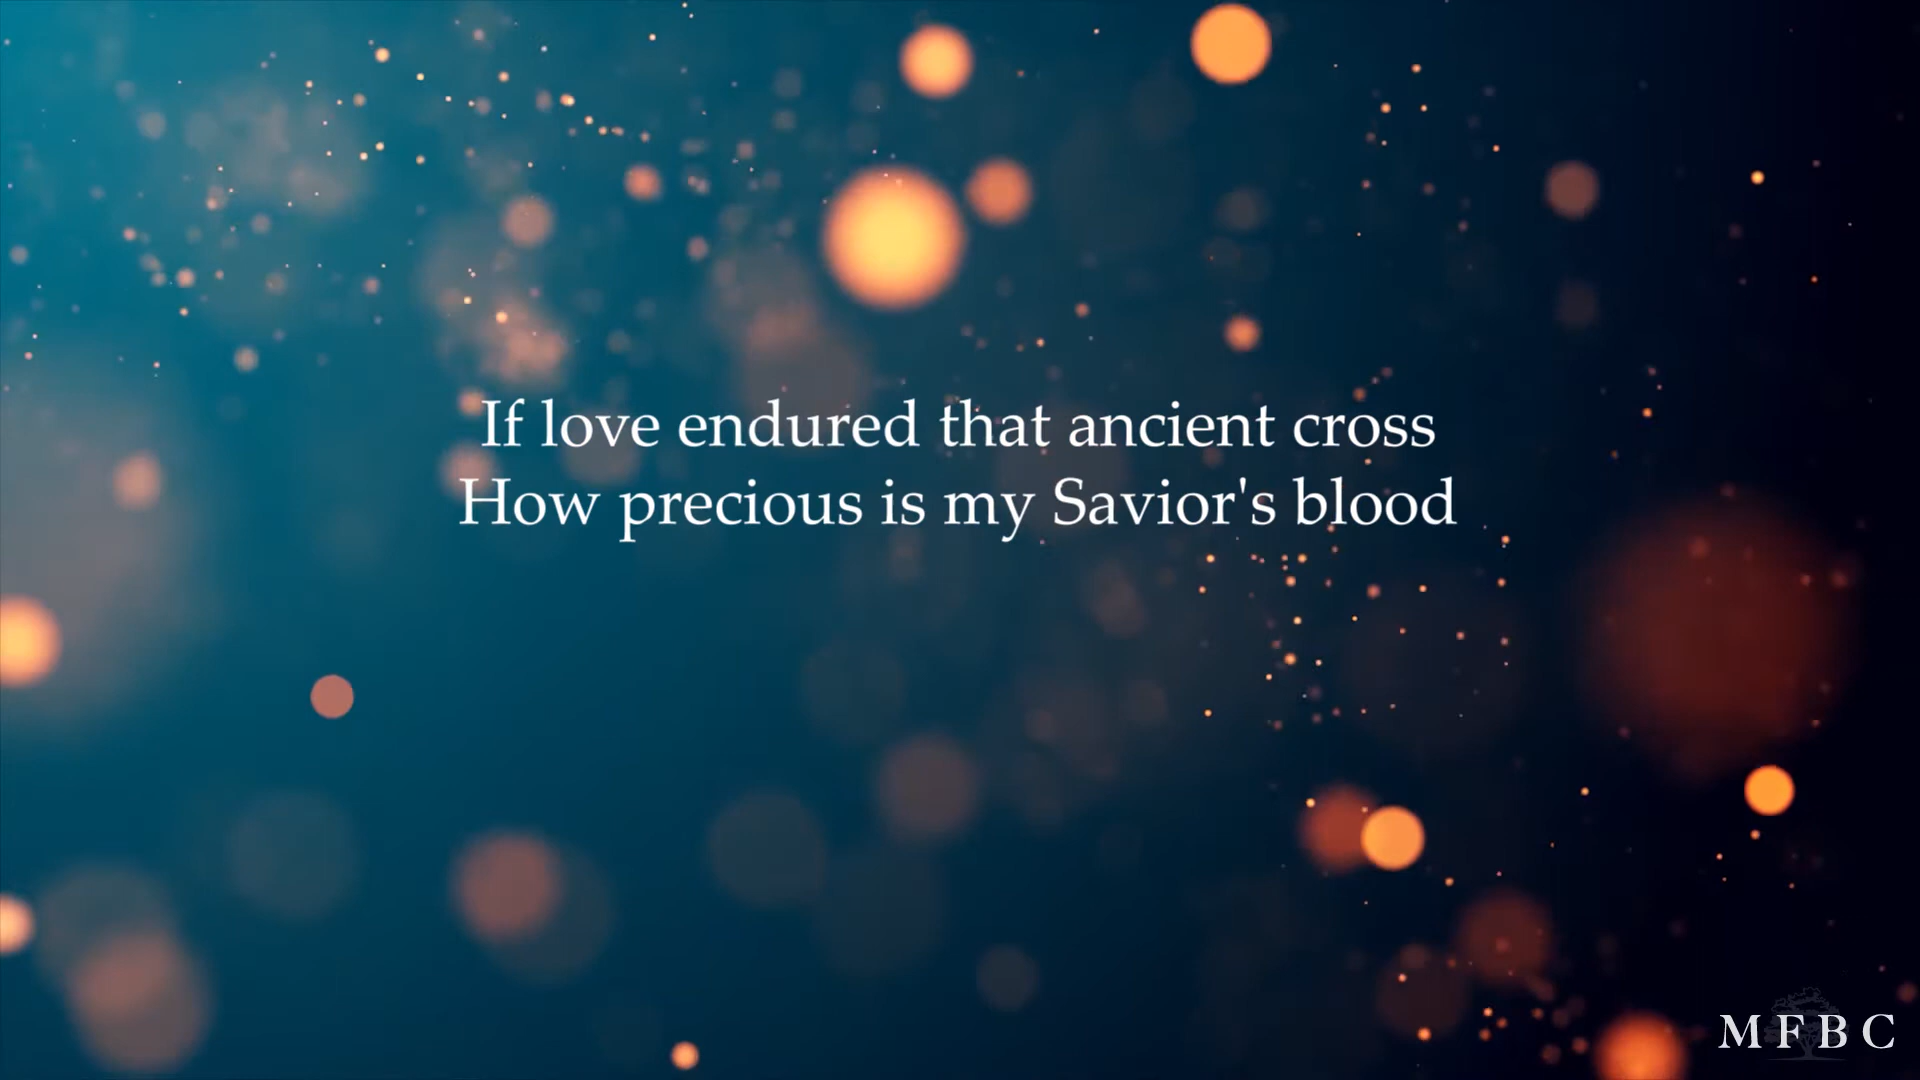 If love endured that ancient cross
How precious is my Savior's blood
MFBC